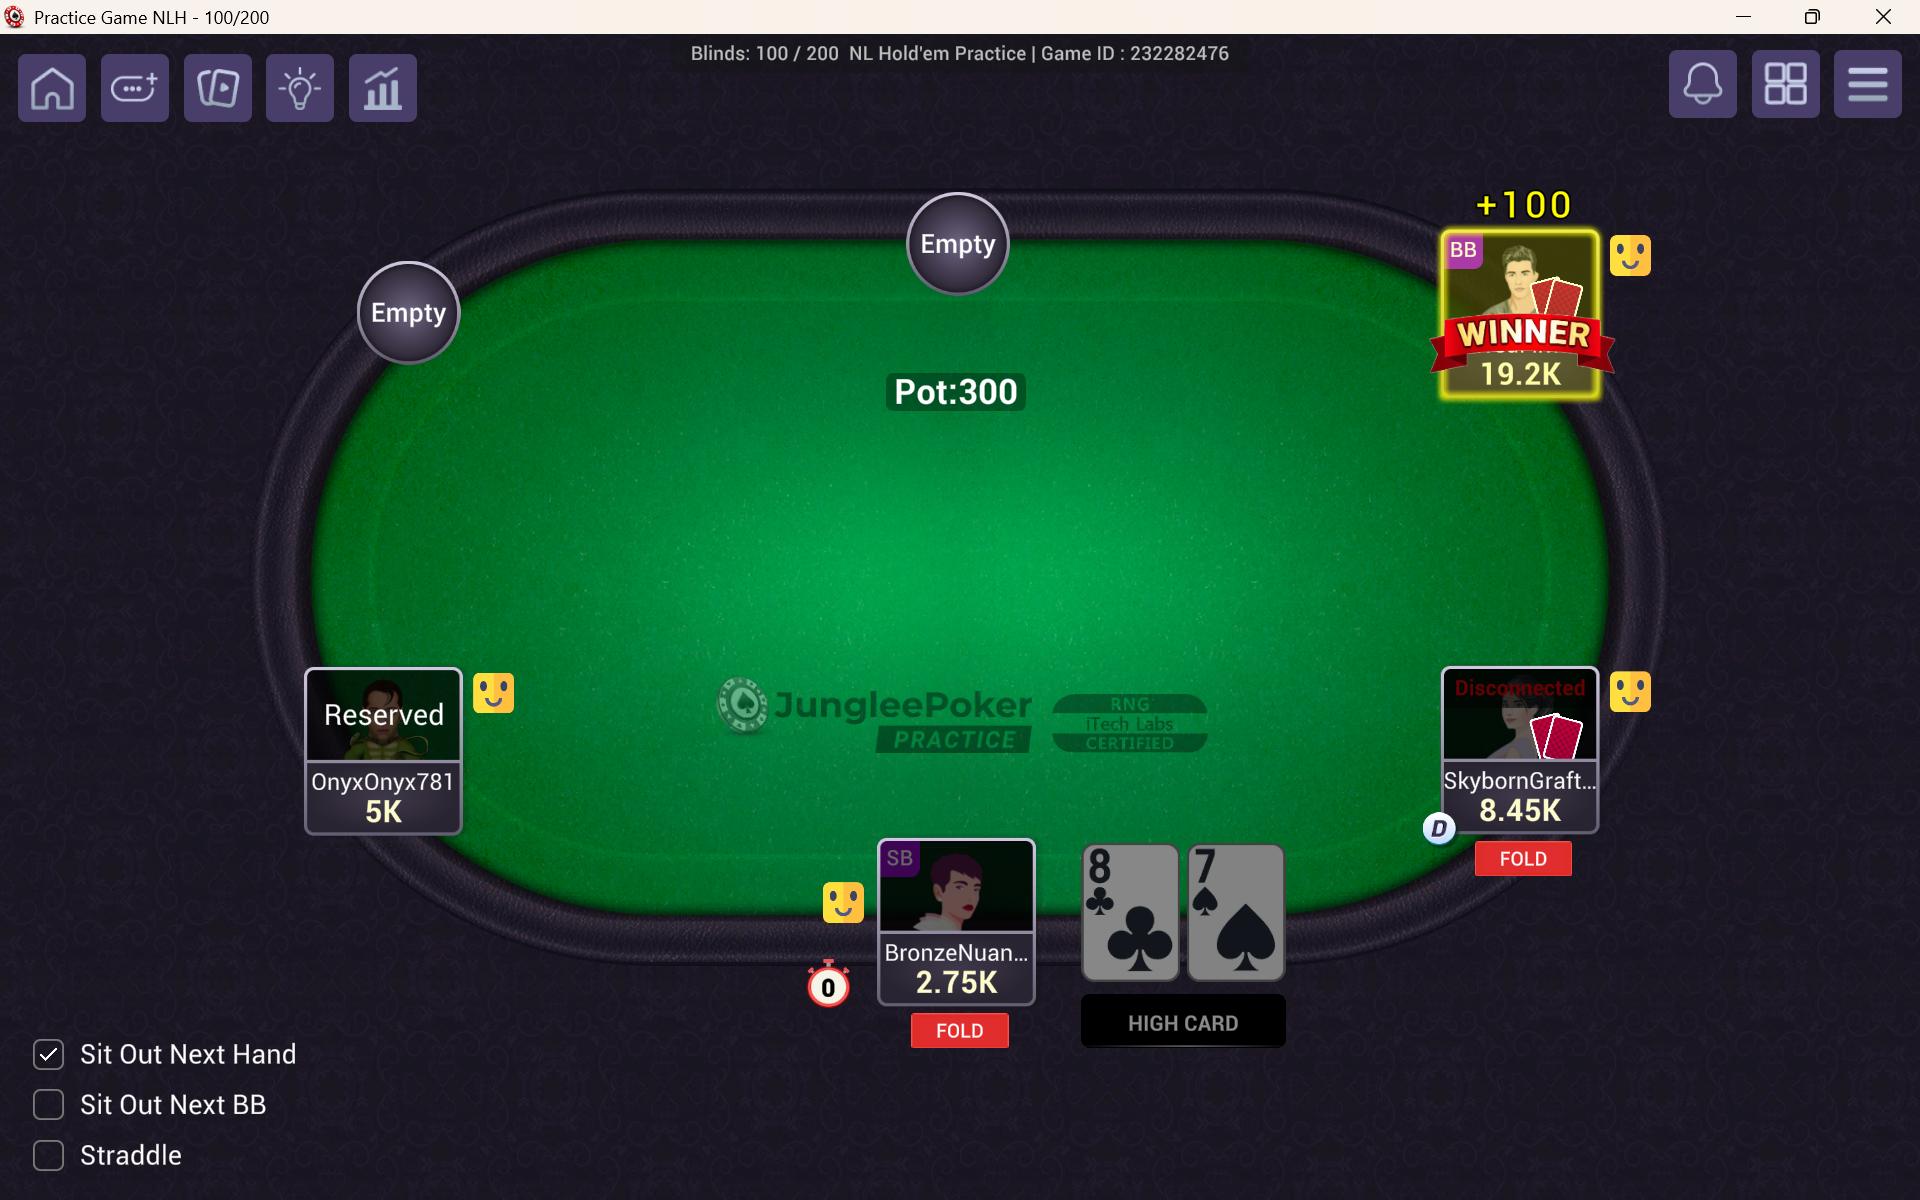 Practice Game NLH - 100/200
Blinds: 100 / 200 NL Hold'em Practice | Game ID : 232282476
+100
Empty
BB
Empty
WINNER
19.2K
Pot:300
Reserved
OnyxOnyx781
5K
JungleePoker
PRACTICE
RNG
iTech Labs
CERTIFIED
Disconnected
SkybornGraft...
8.45K
D
FOLD
SB
BronzeNuan...
2.75K
0
FOLD
8
7
HIGH CARD
Sit Out Next Hand
Sit Out Next BB
Straddle